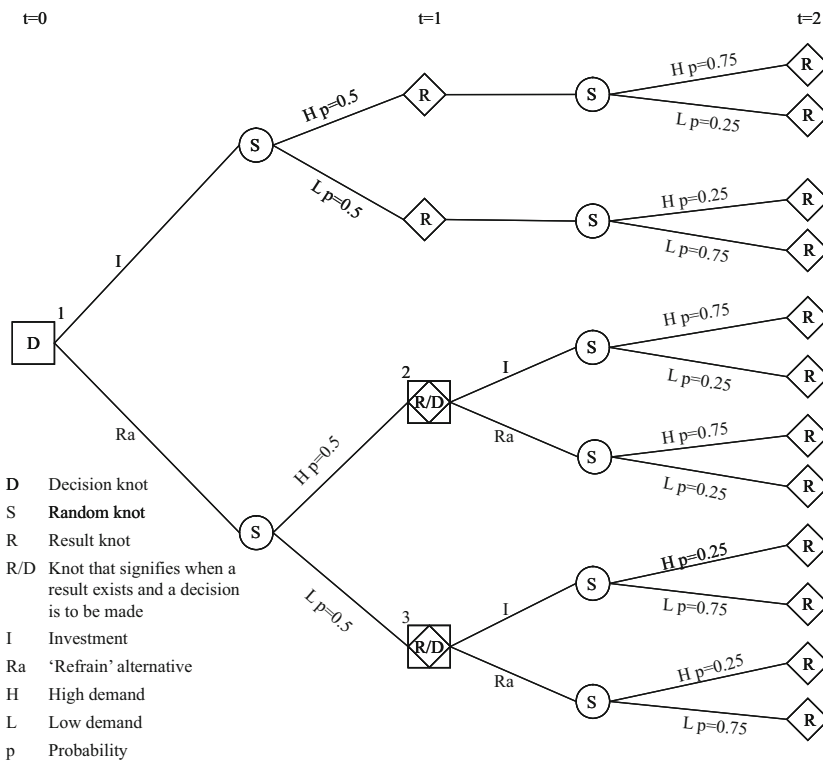 t=0 t=1 t=2
H p=0.75
R
H p=0.5
R
S
L p=0.25
R
S
L p=0.5
R
S
H p=0.25
R
L p=0.75
R
I
1
D
H p=0.75
R
I
S
2
R/D
L p=0.25
R
Ra
Ra
S
H p=0.75
R
L p=0.25
R
H p=0.5
S
L p=0.5
H p=0.25
R
I
S
3
R/D
L p=0.75
R
Ra
S
H p=0.25
R
L p=0.75
R
D Decision knot
S Random knot
R Result knot
R/D Knot that signifies when a
result exists and a decision
is to be made
I Investment
Ra ‘Refrain’ alternative
H High demand
L Low demand
p Probability